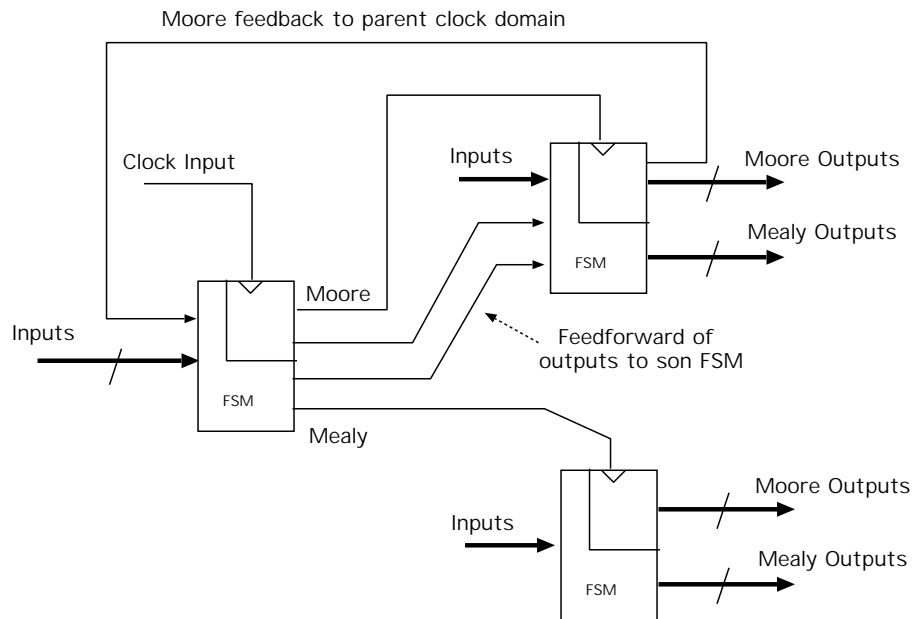 Moore feedback to parent clock domain
Clock Input
Inputs
Moore Outputs
Mealy Outputs
FSM
Moore
Inputs
Feedforward of
outputs to son FSM
FSM
Mealy
Moore Outputs
Inputs
Mealy Outputs
FSM